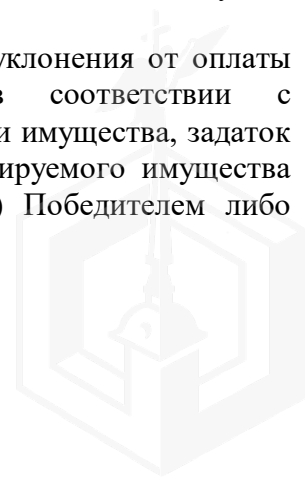 уклонения от оплаты
в соответствии с
и имущества, задаток
ируемого имущества
) Победителем либо